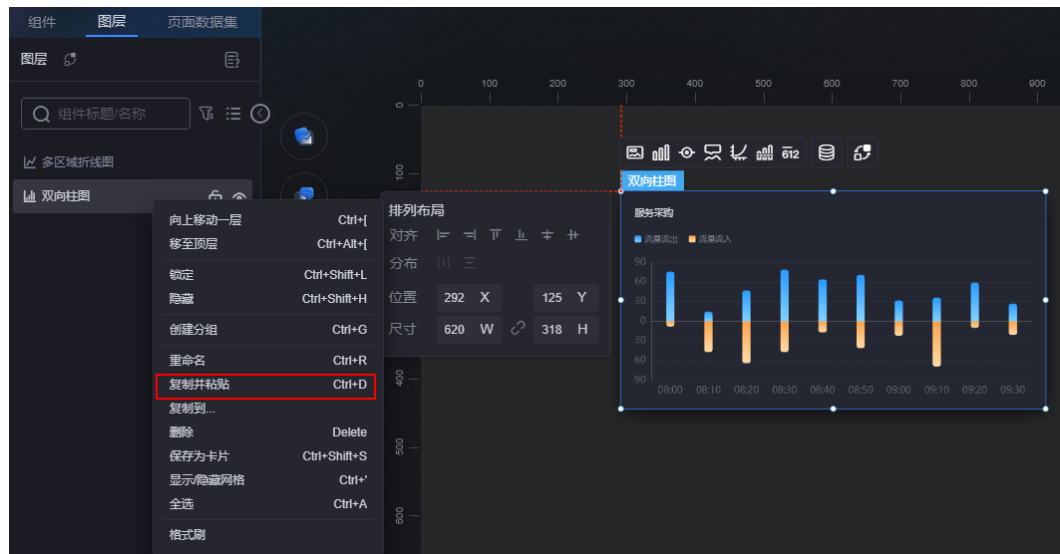 组件 图层 页面数据集
图层
组件标题/名称
多区域折线图
双向柱图
向上移动一层 Ctrl+[
移至顶层 Ctrl+Alt+[
锁定 Ctrl+Shift+L
隐藏 Ctrl+Shift+H
创建分组 Ctrl+G
重命名 Ctrl+R
复制并粘贴 Ctrl+D
复制到...
删除 Delete
保存为卡片 Ctrl+Shift+S
显示/隐藏网格 Ctrl+'
全选 Ctrl+A
格式刷
排列布局
对齐
分布
位置 292 X 125 Y
尺寸 620 W 318 H
0 100 200 300 400 500 600 700 800 900
0
100
400
500
600
612
双向柱图
服务采购
流量流出 流量流入
90
60
30
0
30
60
90
08:00 08:10 08:20 08:30 08:40 08:50 09:00 09:10 09:20 09:30